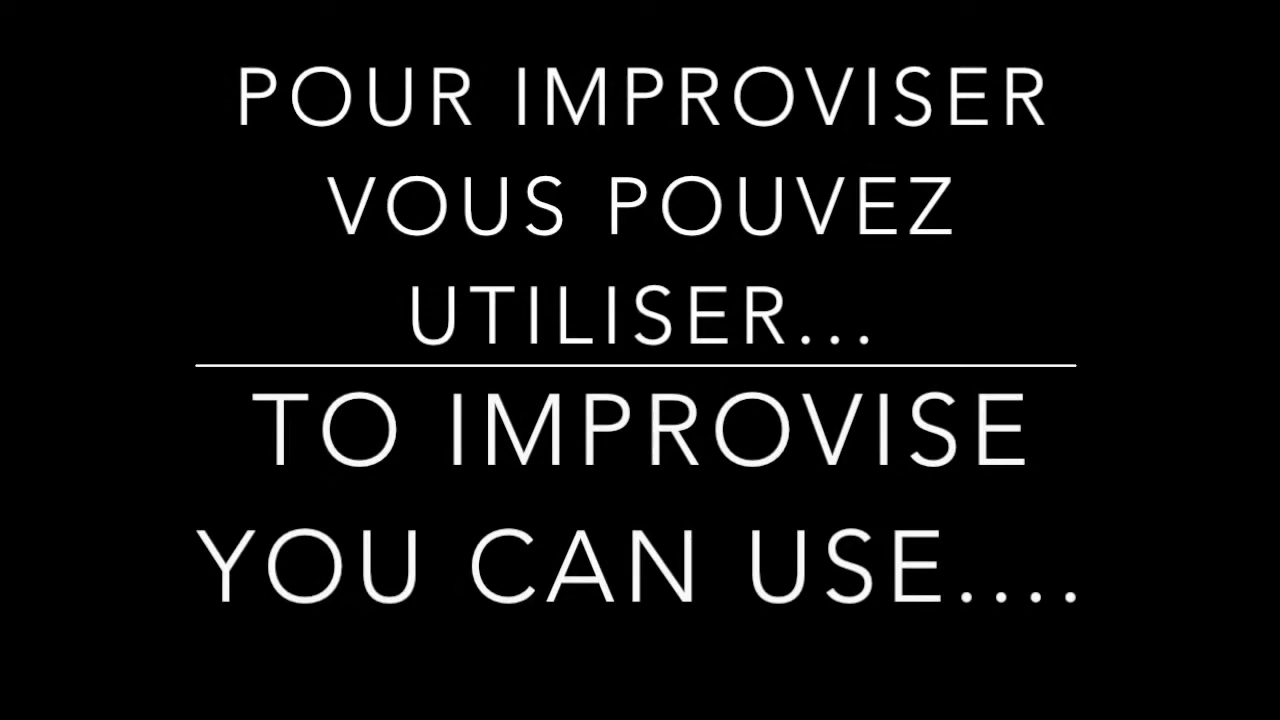 POUR IMPROVISER
VOUS POUVEZ
UTILISER...
TO IMPROVISE
YOU CAN USE....